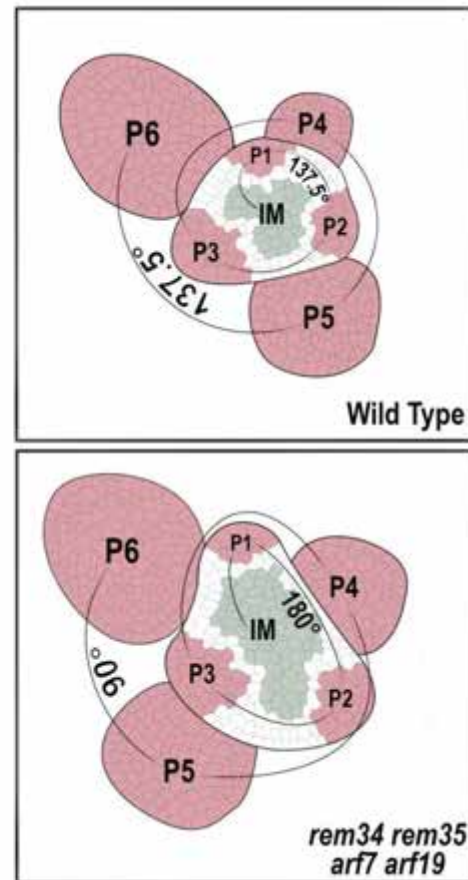 P6
P4
P1
137.5°
IM
P2
P3
137.5°
P5
Wild Type
P6
P1
P4
180°
IM
P3
P2
90°
P5
rem34 rem35
arf7 arf19